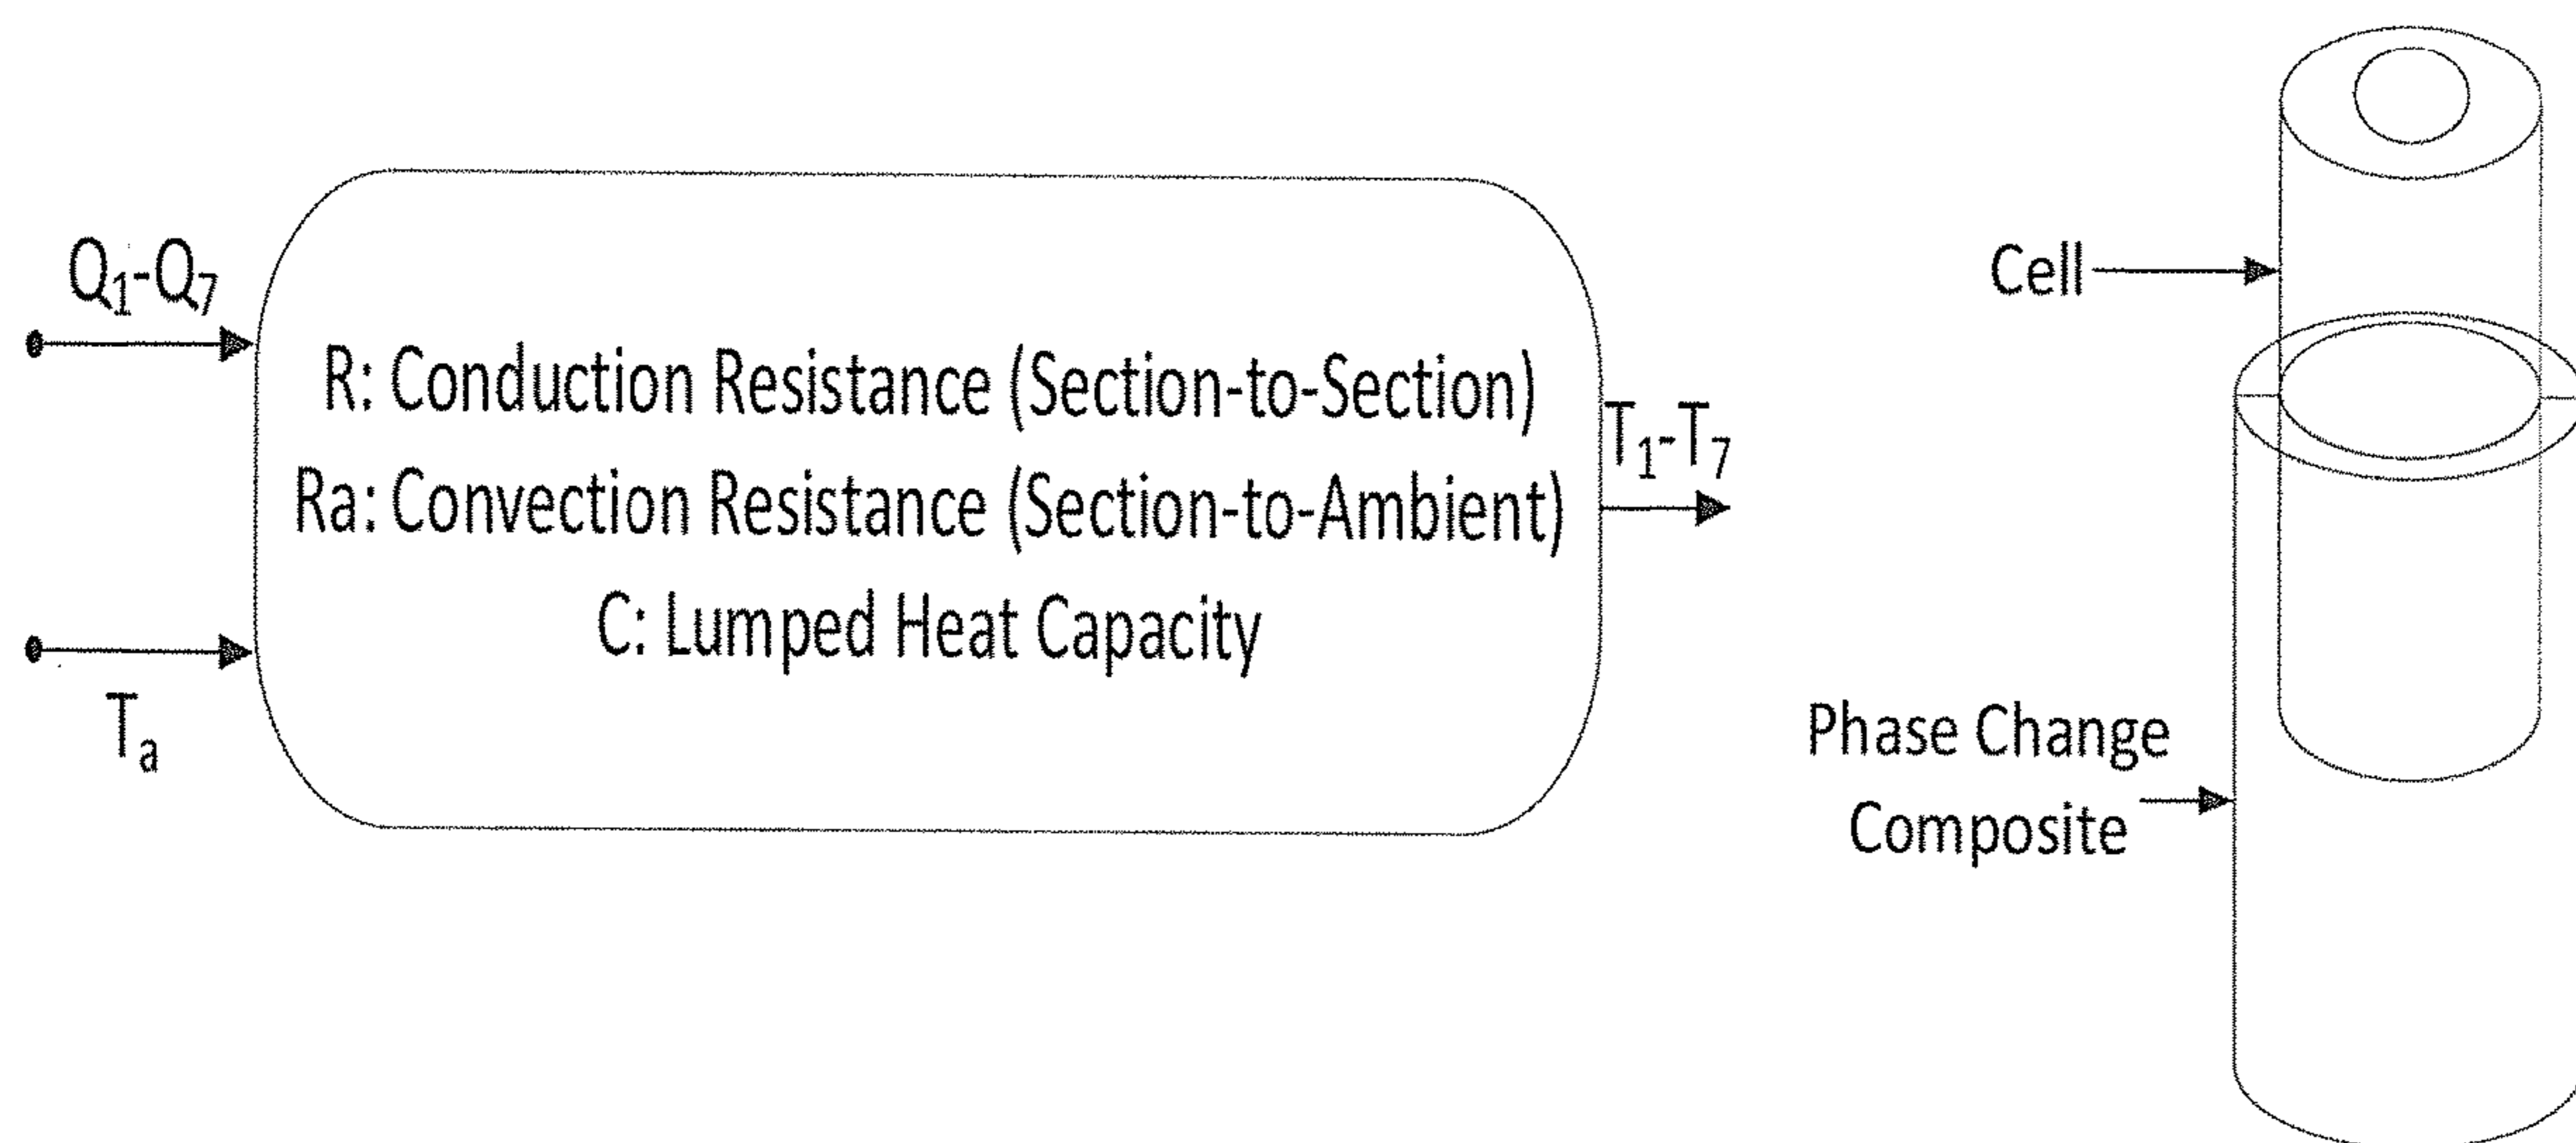 Q₁-Q₇
Tₐ
R: Conduction Resistance (Section-to-Section)
Ra: Convection Resistance (Section-to-Ambient)
C: Lumped Heat Capacity
T₁-T₇
Cell
Phase Change
Composite